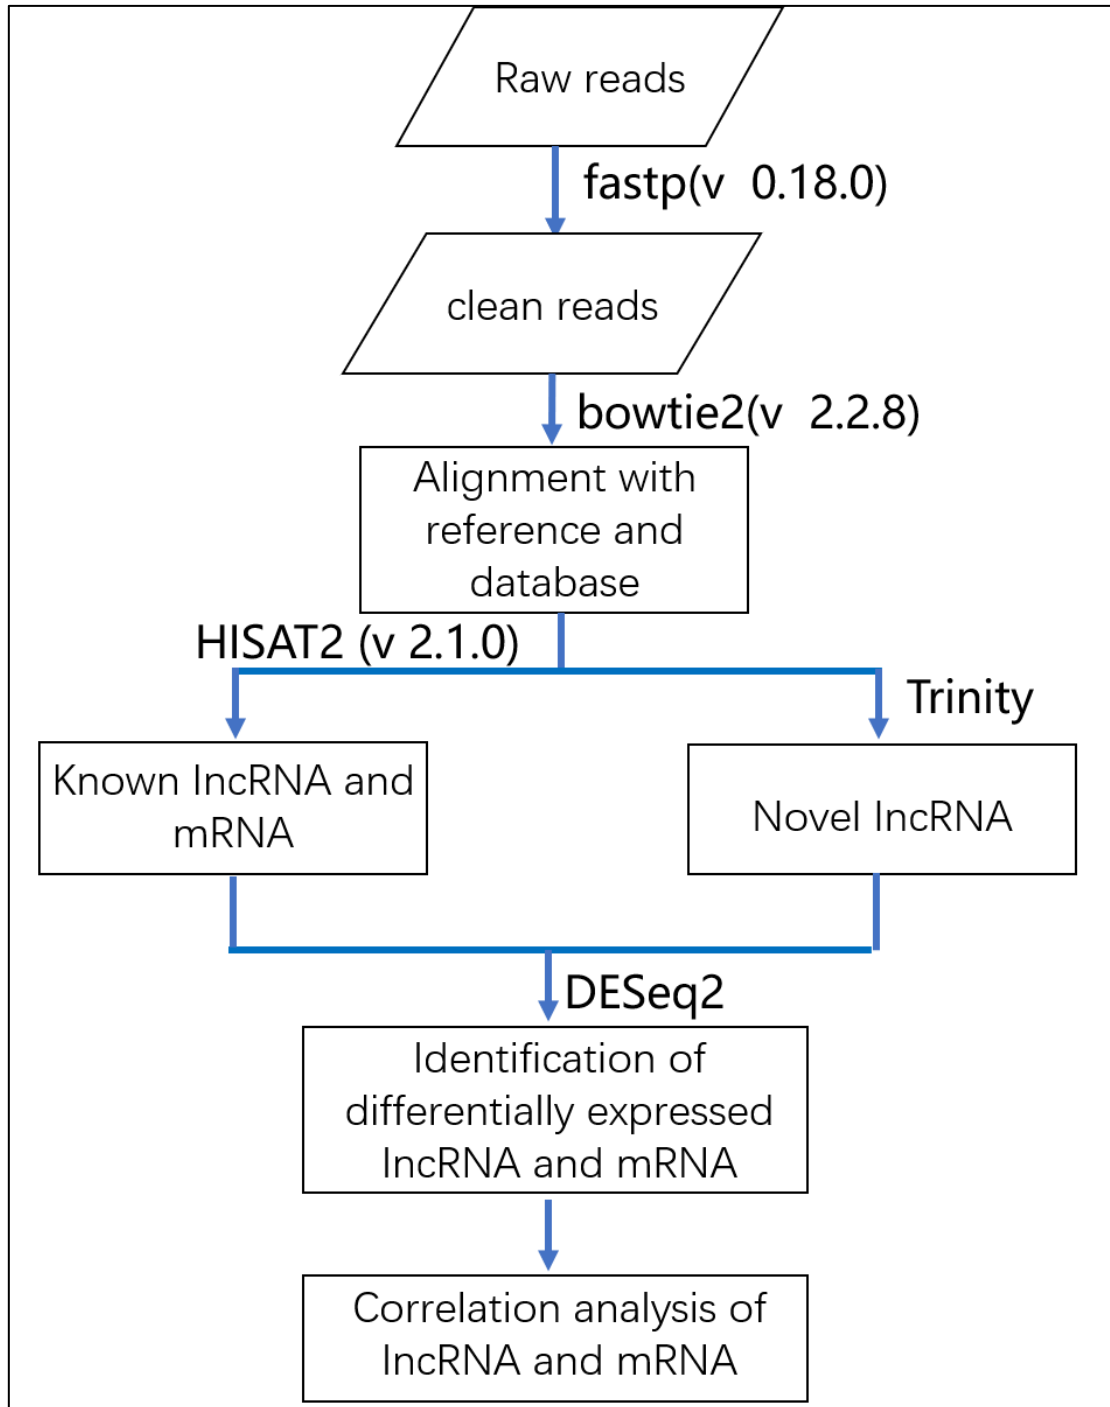 Raw reads
fastp(v 0.18.0)
clean reads
bowtie2(v 2.2.8)
Alignment with
reference and
database
HISAT2 (v 2.1.0)
Trinity
Known lncRNA and
mRNA
Novel lncRNA
DESeq2
Identification of
differentially expressed
lncRNA and mRNA
Correlation analysis of
lncRNA and mRNA